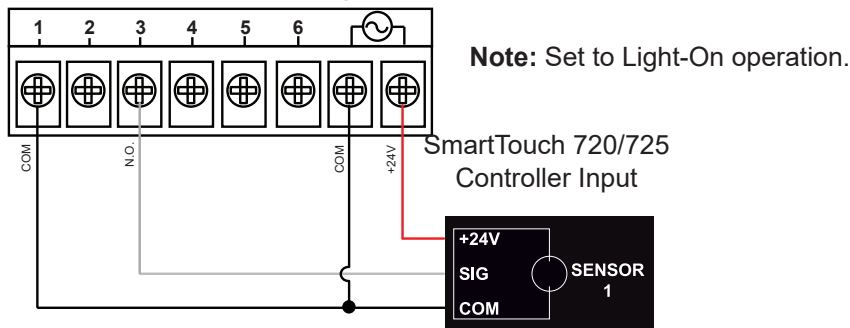 1 2 3 4 5 6
Note: Set to Light-On operation.
COM
N.O.
COM
+24V
SmartTouch 720/725
Controller Input
+24V
SIG
COM
SENSOR
1